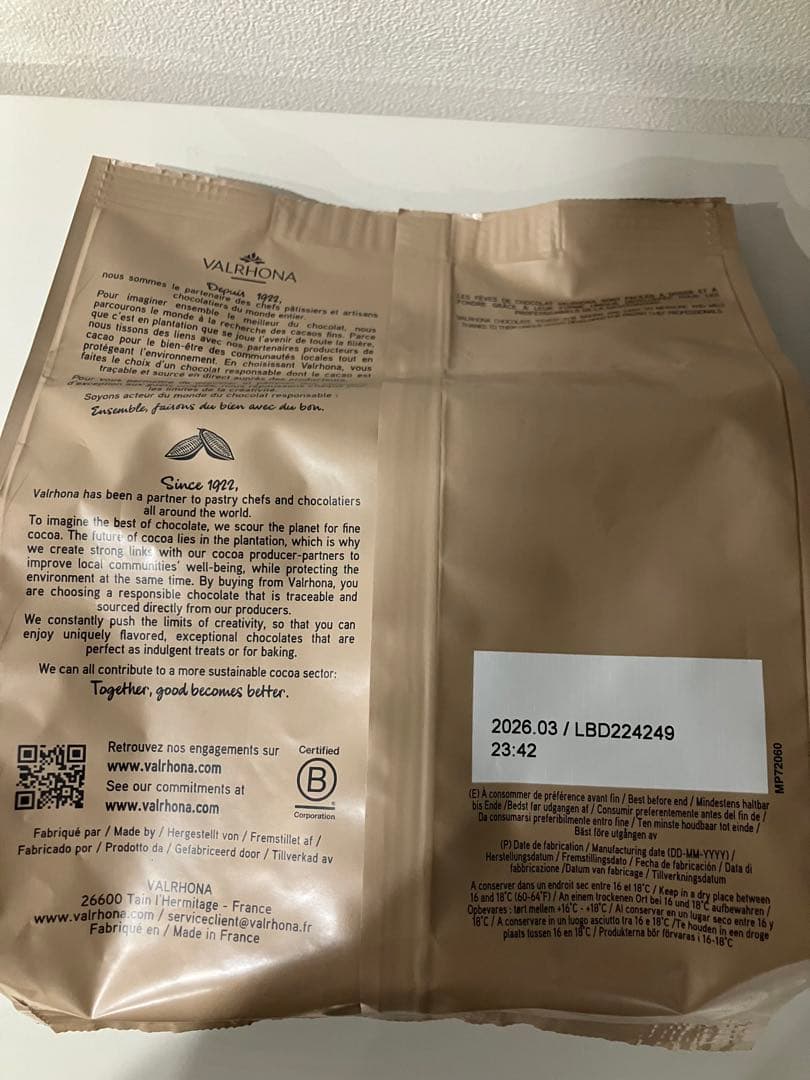 VALRHONA
Depuis 1922,
nous sommes le partenaire des chefs pâtissiers et artisans
chocolatiers du monde entier.
Pour imaginer ensemble le meilleur du chocolat, nous
parcourons le monde à la recherche des cacaos fins. Parce
que c'est en plantation que se joue l'avenir de toute la filière,
nous tissons des liens avec nos partenaires producteurs de
cacao pour le bien-être des communautés locales tout en
protégeant l'environnement. En choisissant Valrhona, vous
faites le choix d'un chocolat responsable dont le cacao est
traçable et sourcé en direct auprès des producteurs.
les limites de la créativité.
Soyons acteur du monde du chocolat responsable :
Ensemble, faisons du bien avec du bon.
Since 1922,
Valrhona has been a partner to pastry chefs and chocolatiers
all around the world.
To imagine the best of chocolate, we scour the planet for fine
cocoa. The future of cocoa lies in the plantation, which is why
we create strong links with our cocoa producer-partners to
improve local communities' well-being, while protecting the
environment at the same time. By buying from Valrhona, you
are choosing a responsible chocolate that is traceable and
sourced directly from our producers.
We constantly push the limits of creativity, so that you can
enjoy uniquely flavored, exceptional chocolates that are
perfect as indulgent treats or for baking.
We can all contribute to a more sustainable cocoa sector:
Together, good becomes better.
Retrouvez nos engagements sur
www.valrhona.com
See our commitments at
www.valrhona.com
Certified
B
Corporation
Fabriqué par / Made by / Hergestellt von / Fremstillet af /
Fabricado por / Prodotto da / Gefabriceerd door / Tillverkad av
VALRHONA
26600 Tain l'Hermitage - France
www.valrhona.com / serviceclient@valrhona.fr
Fabriqué en / Made in France
LES FÈVES DE CHOCOLAT VALRHONA SONT FACILES À DOSER ET À
FONDRE GRÂCE À LEUR
2026.03 / LBD224249
23:42
MP72060
(E) À consommer de préférence avant fin / Best before end / Mindestens haltbar
bis Ende / Bedst før udgangen af / Consumir preferentemente antes del fin de /
Da consumarsi preferibilmente entro fine / Ten minste houdbaar tot einde /
Bäst före utgången av
(P) Date de fabrication / Manufacturing date (DD-MM-YYYY) /
Herstellungsdatum / Fremstillingsdato / Fecha de fabricación / Data di
fabbricazione /Datum van fabricage / Tillverkningsdatum
A conserver dans un endroit sec entre 16 et 18°C / Keep in a dry place between
16 and 18°C (60-64°F) / An einem trockenen Ort bei 16 und 18°C aufbewahren /
Opbevares : tørt mellem +16°C - +18°C / Al conservar en un lugar seco entre 16 y
18°C / A conservare in un luogo asciutto tra 16 e 18°C /Te houden in een droge
plaats tussen 16 en 18°C / Produkterna bör förvaras i 16-18°C